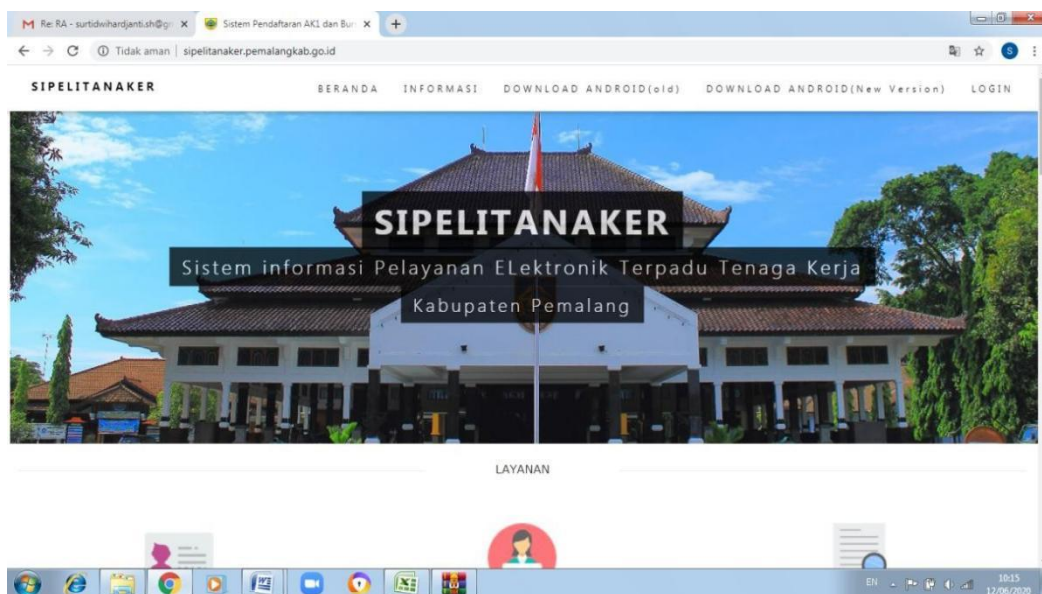 Re: RA - surtidwihardjanti.sh@g
Sistem Pendaftaran AK1 dan Bur
Tidak aman | sipelitanaker.pemalangkab.go.id
S
SIPELITANAKER
BERANDA INFORMASI DOWNLOAD ANDROID(old) DOWNLOAD ANDROID(New Version) LOGIN
SIPELITANAKER
Sistem informasi Pelayanan ELektronik Terpadu Tenaga Kerja
Kabupaten Pemalang
LAYANAN
EN
10:15
12/06/2020